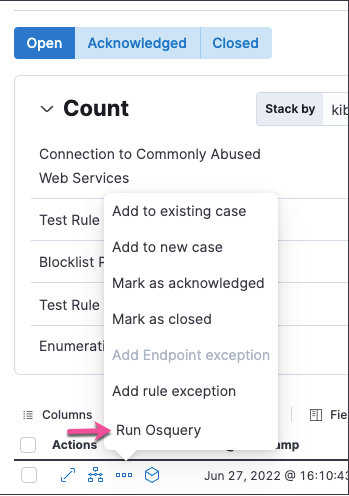 Open Acknowledged Closed
Count
Stack by kib
Connection to Commonly Abused
Web Services
Test Rule
Blocklist
Test Rule
Add to existing case
Add to new case
Mark as acknowledged
Mark as closed
Add Endpoint exception
Add rule exception
Run Osquery
Columns
Actions
Jun 27, 2022 @ 16:10:43